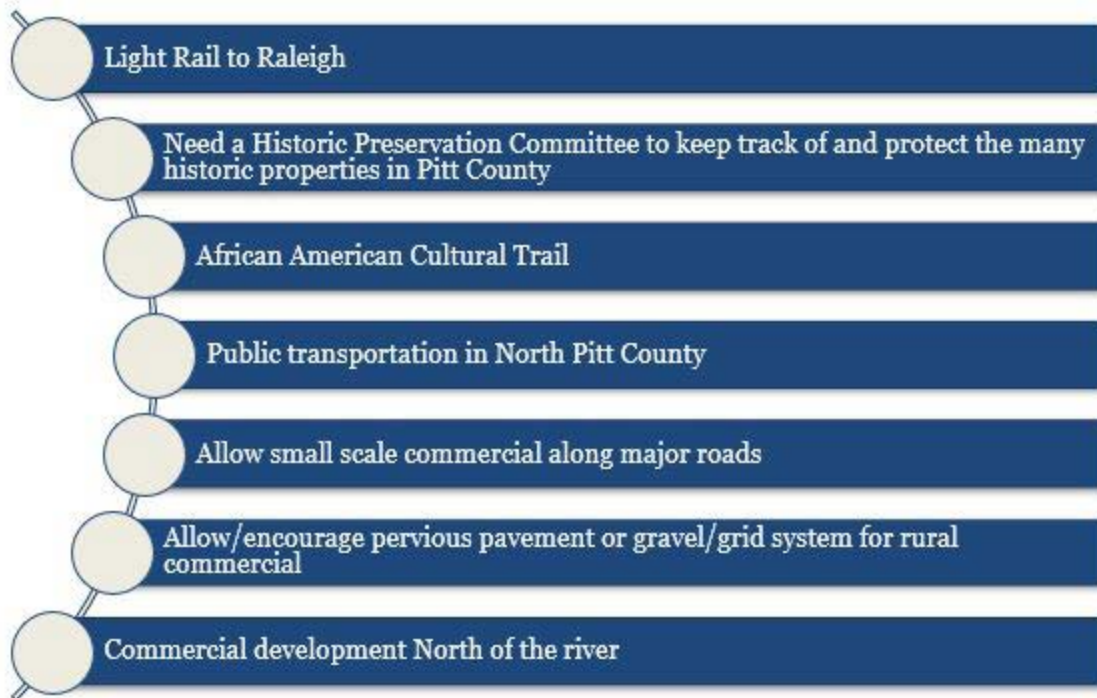 Light Rail to Raleigh
Need a Historic Preservation Committee to keep track of and protect the many
historic properties in Pitt County
African American Cultural Trail
Public transportation in North Pitt County
Allow small scale commercial along major roads
Allow/encourage pervious pavement or gravel/grid system for rural
commercial
Commercial development North of the river